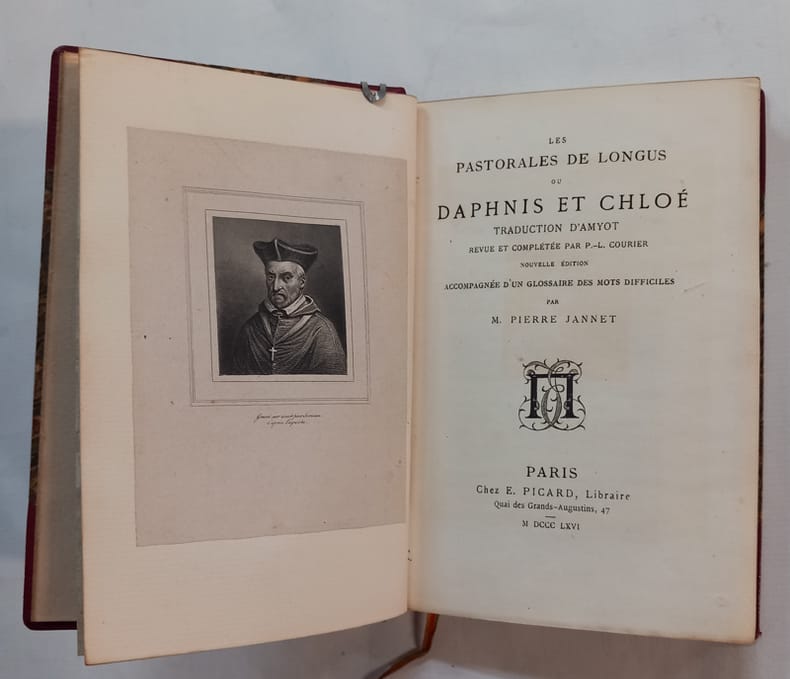 LES
PASTORALES DE LONGUS
OU
DAPHNIS ET CHLOÉ
TRADUCTION D'AMYOT
REVUE ET COMPLÉTÉE PAR P.-L. COURIER
NOUVELLE ÉDITION
ACCOMPAGNÉE D'UN GLOSSAIRE DES MOTS DIFFICILES
PAR
M. PIERRE JANNET
PARIS
Chez E. PICARD, Libraire
Quai des Grands-Augustins, 47
M DCCC LXVI